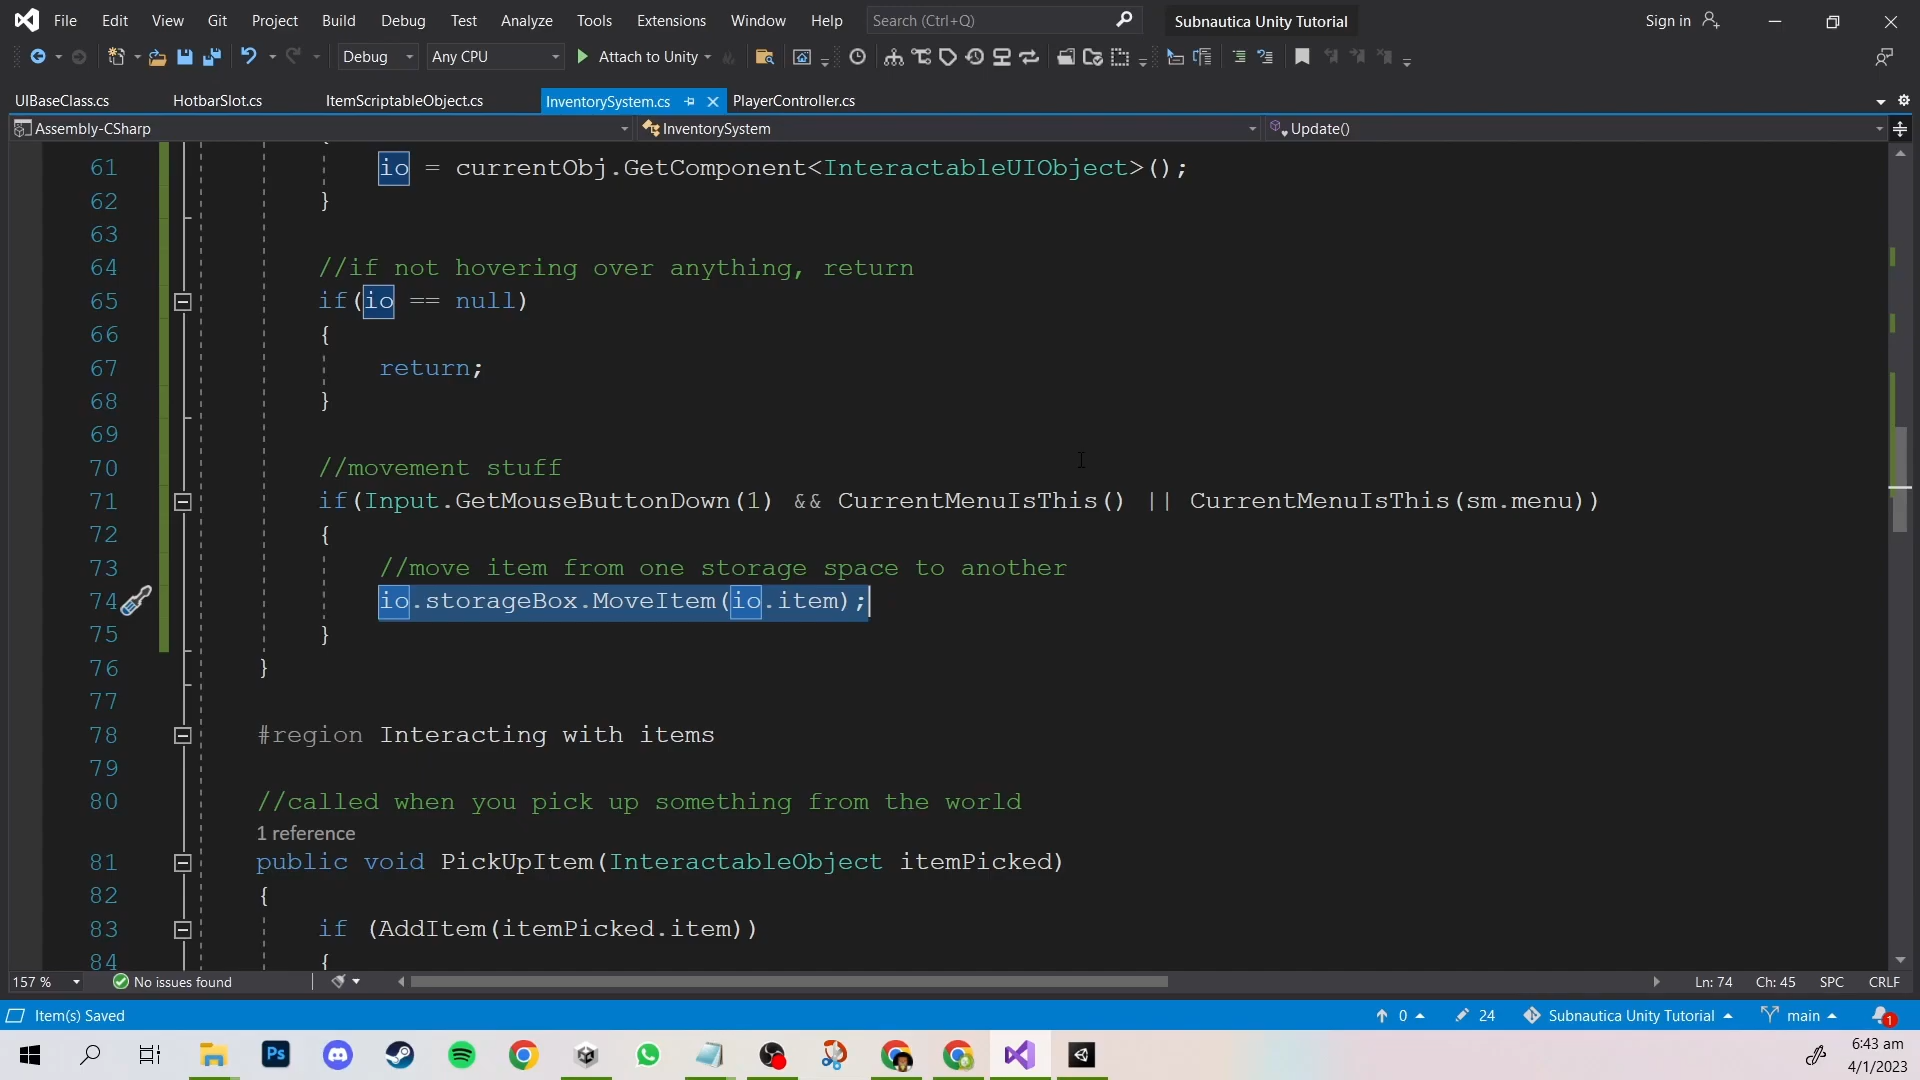 File Edit View Git Project Build Debug Test Analyze Tools Extensions Window Help Search (Ctrl+Q) Subnautica Unity Tutorial Sign in
Debug Any CPU Attach to Unity
UIBaseClass.cs HotbarSlot.cs ItemScriptableObject.cs InventorySystem.cs PlayerController.cs
Assembly-CSharp InventorySystem Update()
61 io = currentObj.GetComponent<InteractableUIObject>();
62 }
63
64 //if not hovering over anything, return
65 if(io == null)
66 {
67 return;
68 }
69
70 //movement stuff
71 if(Input.GetMouseButtonDown(1) && CurrentMenuIsThis() || CurrentMenuIsThis(sm.menu))
72 {
73 //move item from one storage space to another
74 io.storageBox.MoveItem(io.item);
75 }
76 }
77
78 #region Interacting with items
79
80 //called when you pick up something from the world
1 reference
81 public void PickUpItem(InteractableObject itemPicked)
82 {
83 if (AddItem(itemPicked.item))
84 {
157 % No issues found Ln: 74 Ch: 45 SPC CRLF
Item(s) Saved 0 24 Subnautica Unity Tutorial main 1
Ps
6:43 am
4/1/2023